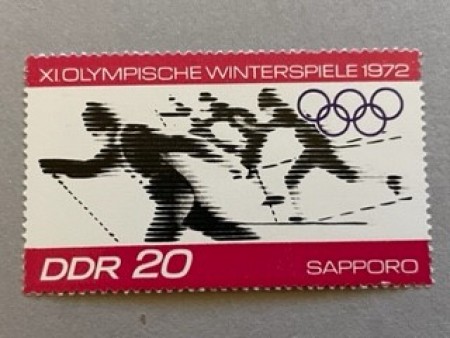 XI. OLYMPISCHE WINTERSPIELE 1972
DDR 20
SAPPORO